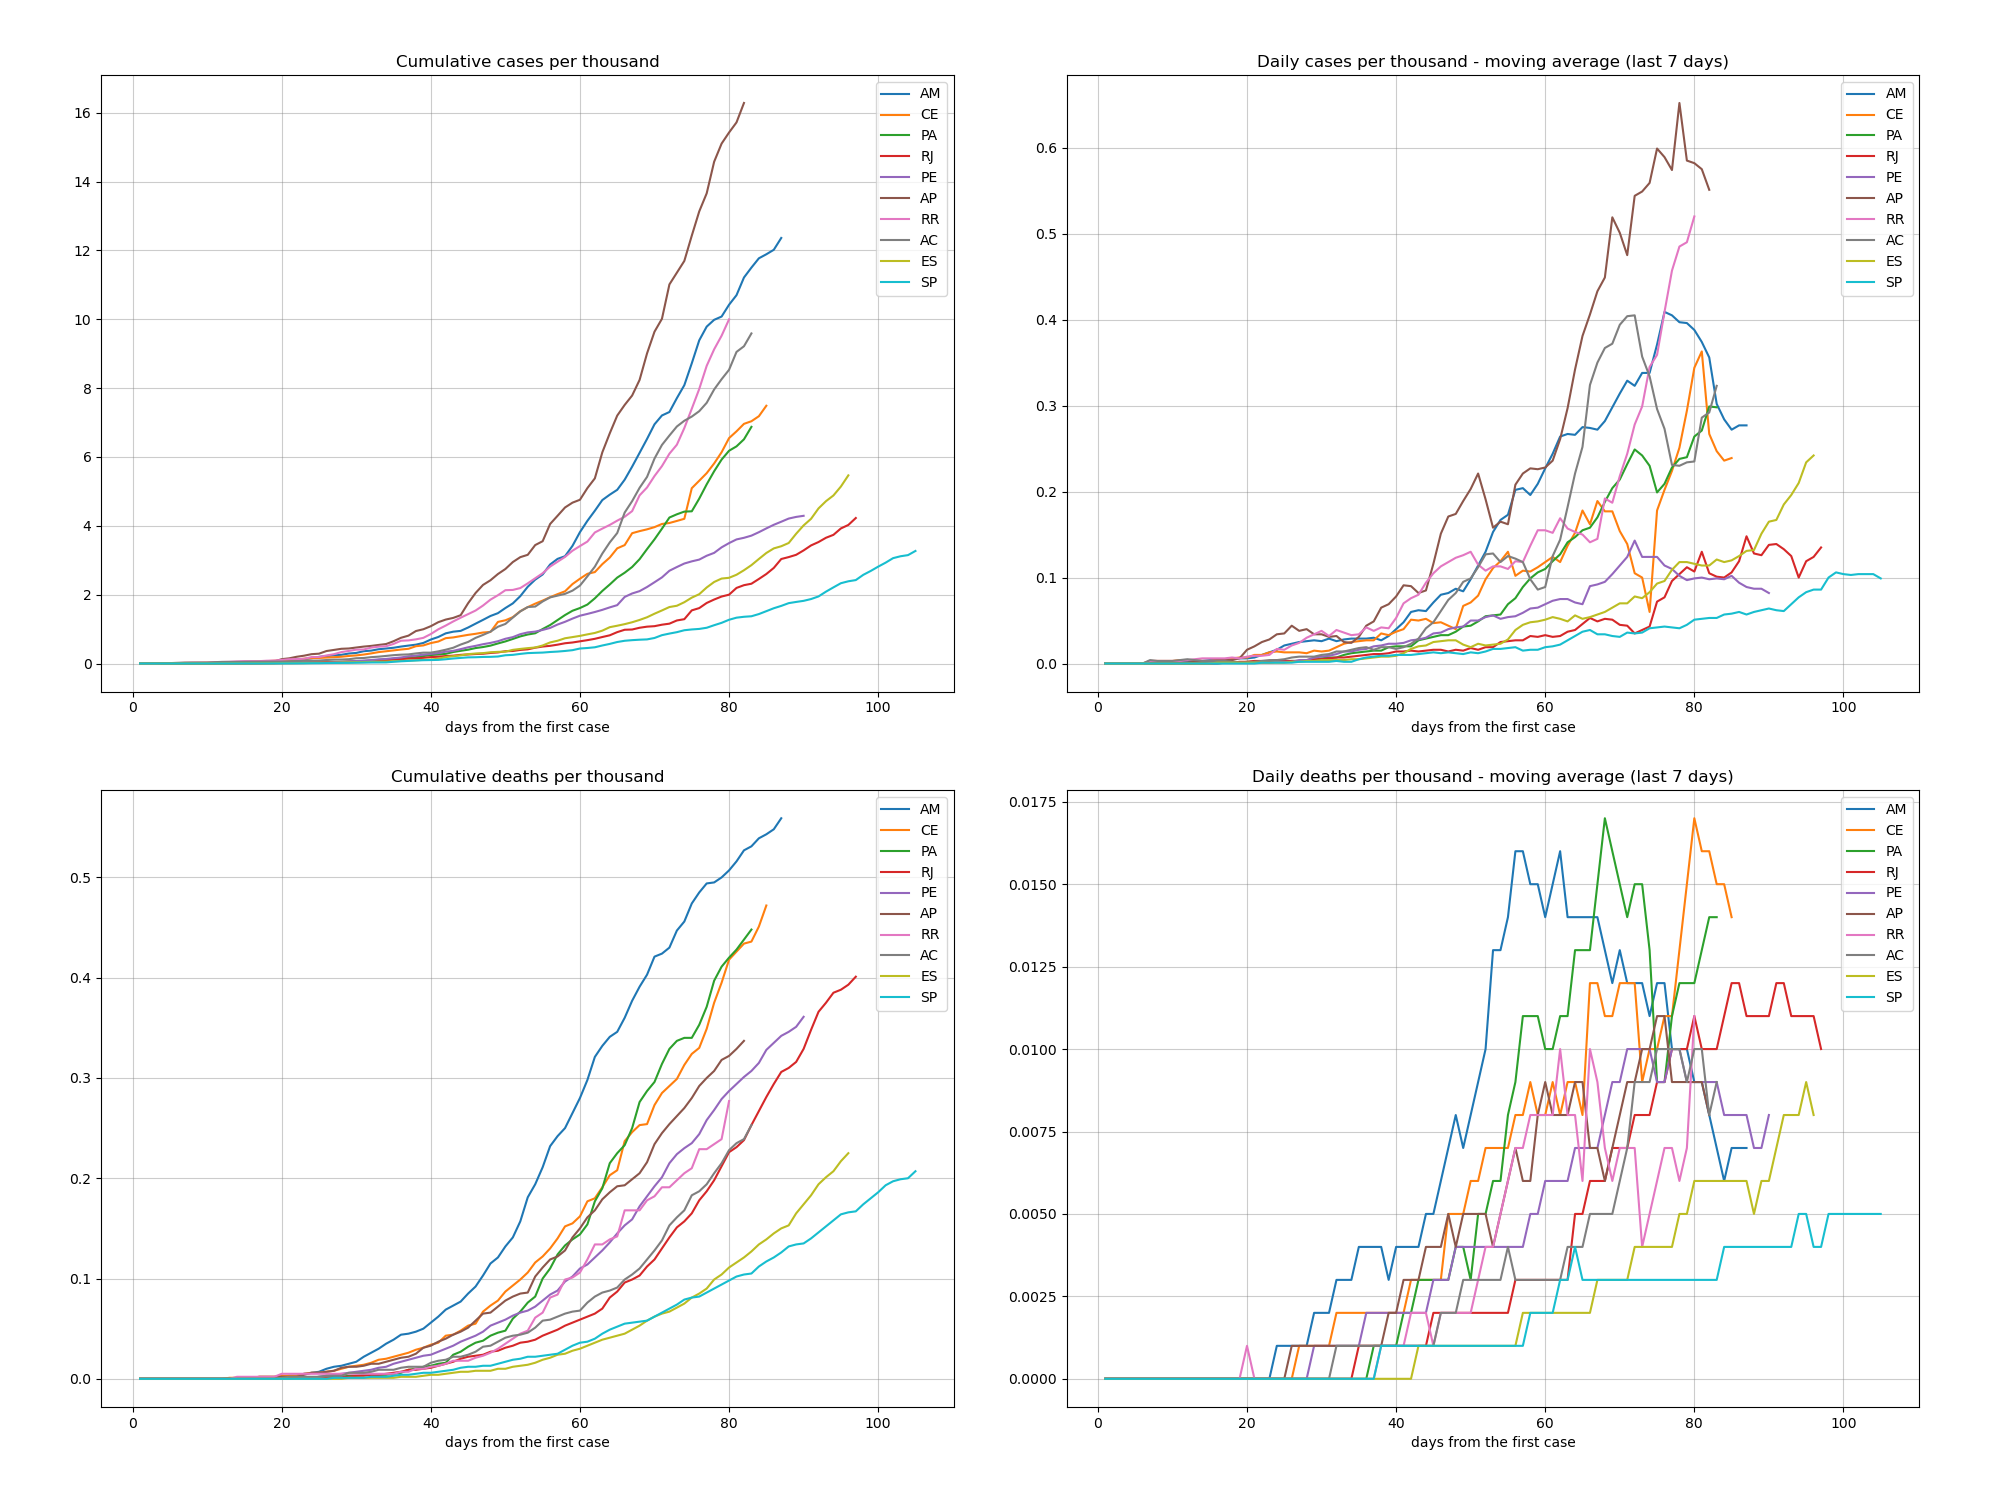 Cumulative cases per thousand
16
14
12
10
8
6
4
2
0
0 20 40 60 80 100
days from the first case
AM
CE
PA
RJ
PE
AP
RR
AC
ES
SP
Daily cases per thousand - moving average (last 7 days)
0.6
0.5
0.4
0.3
0.2
0.1
0.0
0 20 40 60 80 100
days from the first case
AM
CE
PA
RJ
PE
AP
RR
AC
ES
SP
Cumulative deaths per thousand
0.5
0.4
0.3
0.2
0.1
0.0
0 20 40 60 80 100
days from the first case
AM
CE
PA
RJ
PE
AP
RR
AC
ES
SP
Daily deaths per thousand - moving average (last 7 days)
0.0175
0.0150
0.0125
0.0100
0.0075
0.0050
0.0025
0.0000
0 20 40 60 80 100
days from the first case
AM
CE
PA
RJ
PE
AP
RR
AC
ES
SP